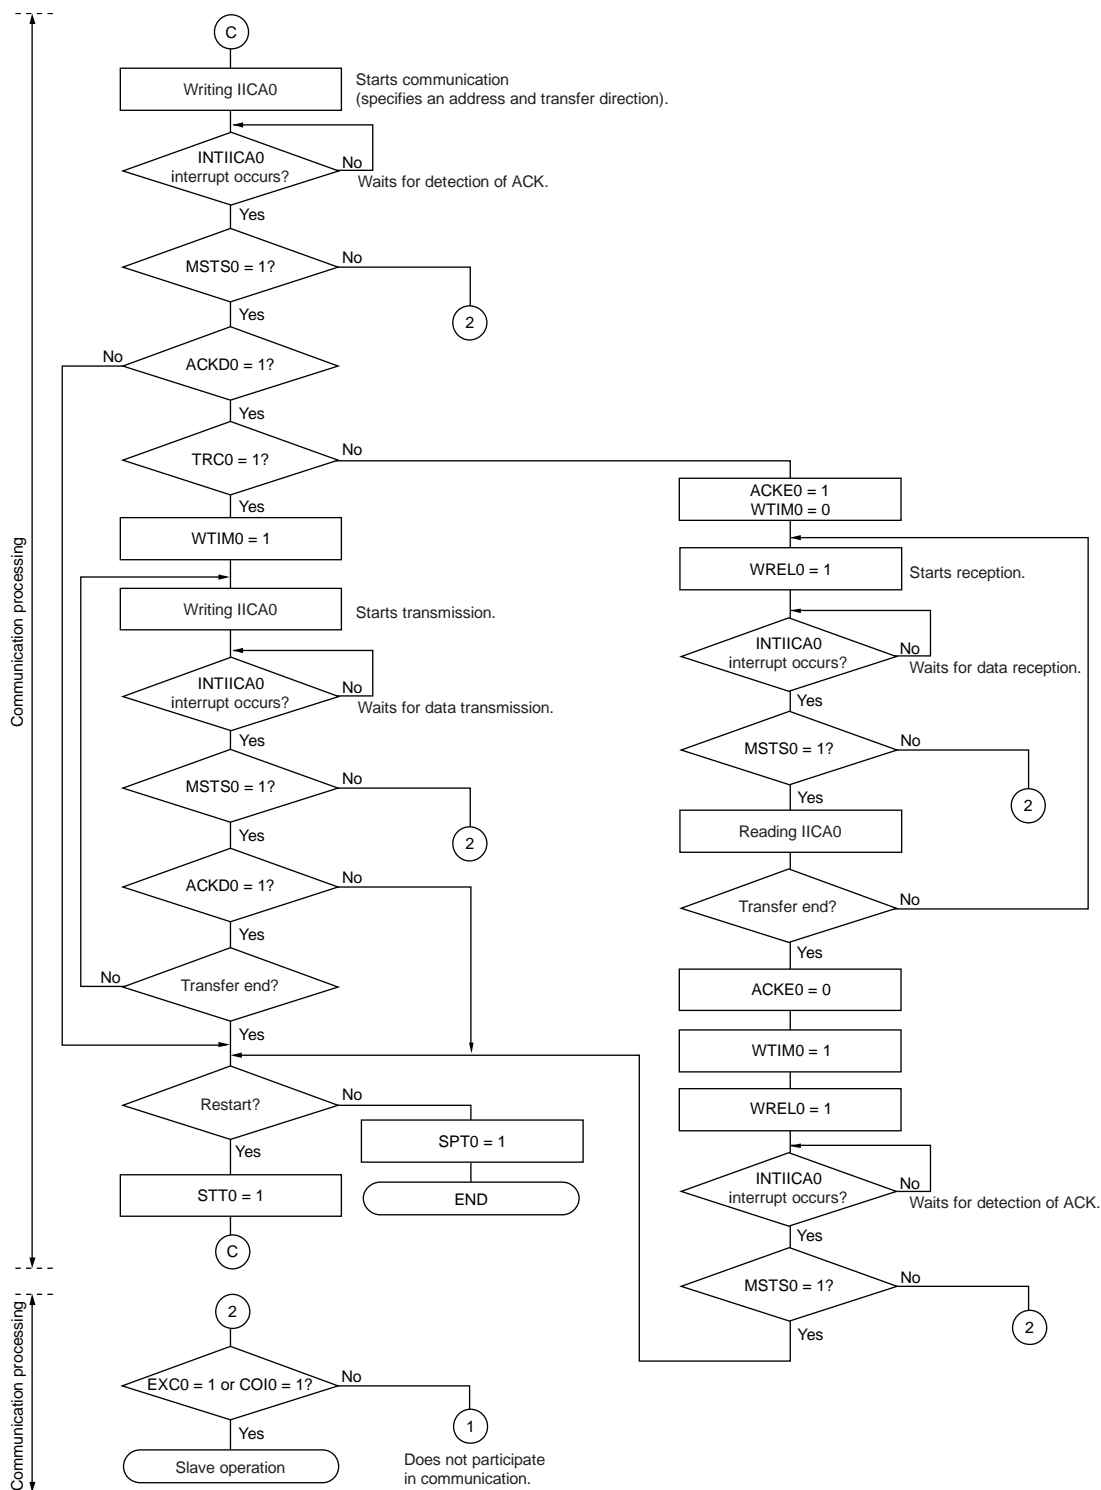 C
Writing IICA0
Starts communication
(specifies an address and transfer direction).
INTIICA0
interrupt occurs?
No
Waits for detection of ACK.
Yes
MSTS0 = 1?
No
2
Yes
ACKD0 = 1?
No
Yes
TRC0 = 1?
No
Yes
WTIM0 = 1
Writing IICA0
Starts transmission.
INTIICA0
interrupt occurs?
No
Waits for data transmission.
Yes
MSTS0 = 1?
No
2
Yes
ACKD0 = 1?
No
Yes
Transfer end?
No
Yes
Restart?
No
SPT0 = 1
END
Yes
STT0 = 1
C
ACKE0 = 1
WTIM0 = 0
WREL0 = 1
Starts reception.
INTIICA0
interrupt occurs?
No
Waits for data reception.
Yes
MSTS0 = 1?
No
2
Yes
Reading IICA0
Transfer end?
No
Yes
ACKE0 = 0
WTIM0 = 1
WREL0 = 1
INTIICA0
interrupt occurs?
No
Waits for detection of ACK.
Yes
MSTS0 = 1?
No
2
Yes
Communication processing
2
EXC0 = 1 or COI0 = 1?
No
1
Does not participate
in communication.
Yes
Slave operation
Communication processing